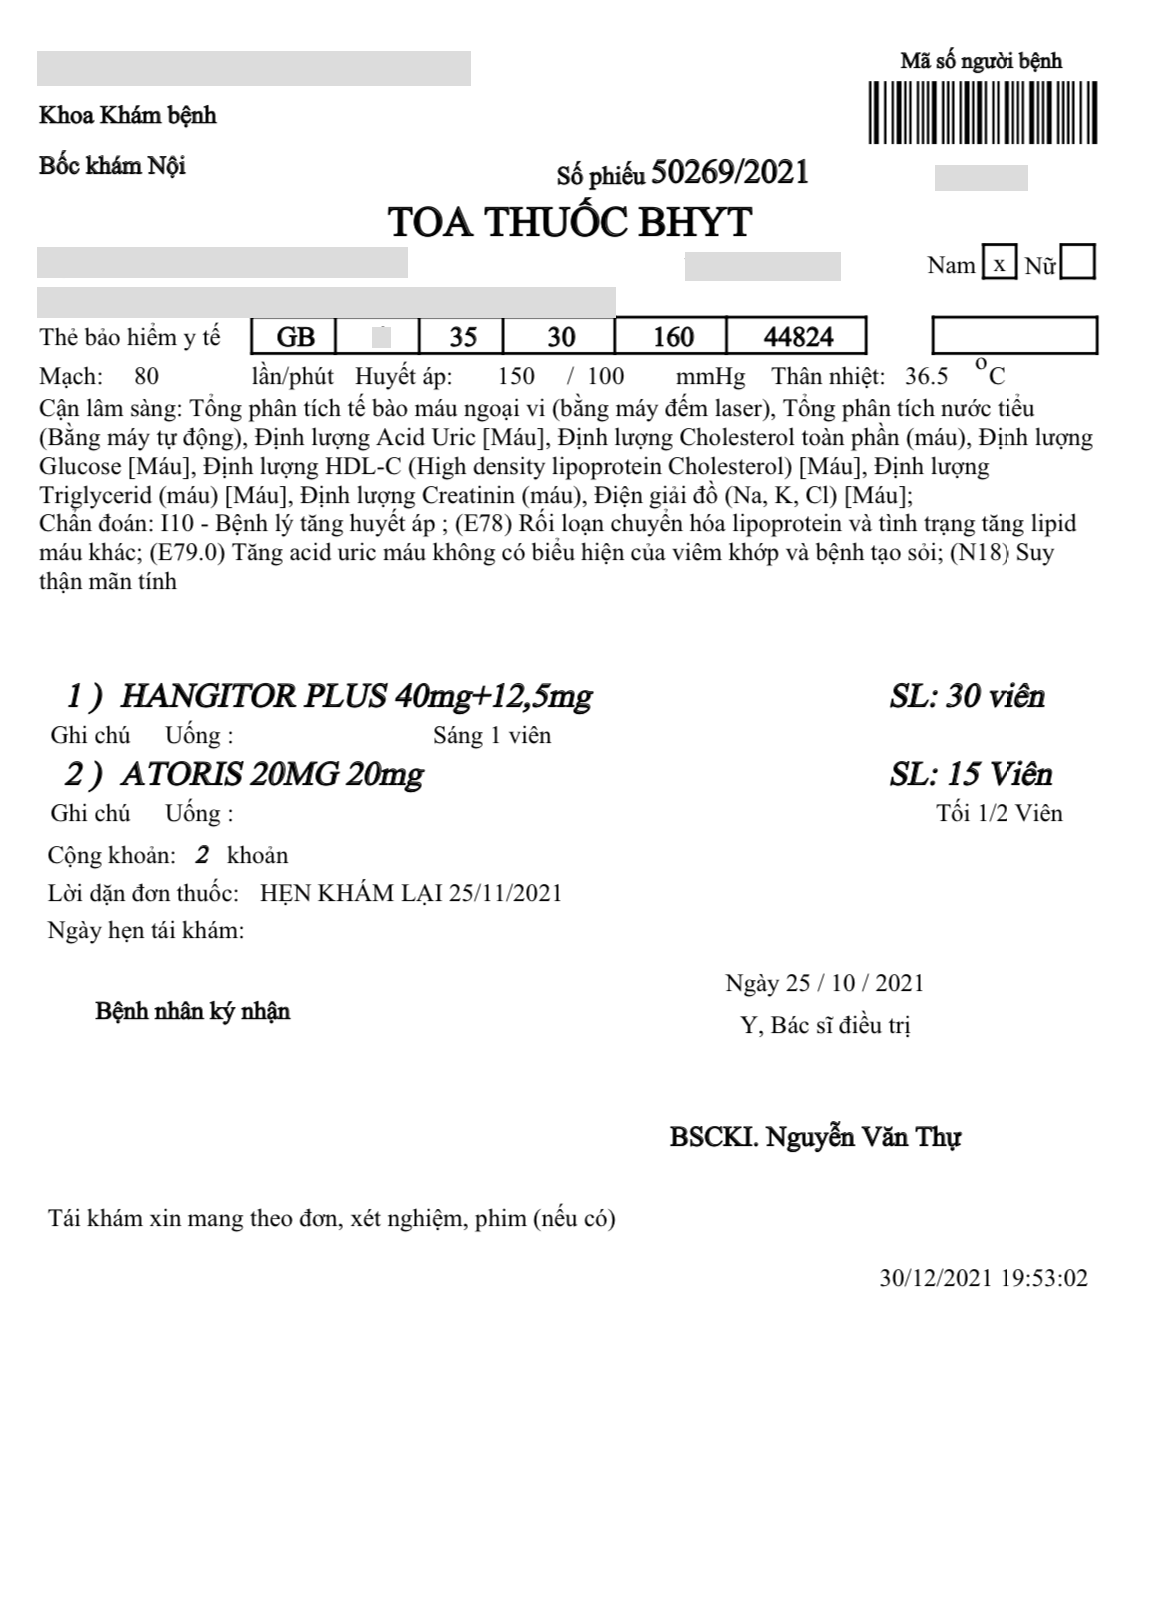 Mã số người bệnh
Khoa Khám bệnh
Bốc khám Nội
Số phiếu 50269/2021
TOA THUỐC BHYT
Nam x Nữ
Thẻ bảo hiểm y tế GB 35 30 160 44824
Mạch: 80 lần/phút Huyết áp: 150 / 100 mmHg Thân nhiệt: 36.5 °C
Cận lâm sàng: Tổng phân tích tế bào máu ngoại vi (bằng máy đếm laser), Tổng phân tích nước tiểu
(Bằng máy tự động), Định lượng Acid Uric [Máu], Định lượng Cholesterol toàn phần (máu), Định lượng
Glucose [Máu], Định lượng HDL-C (High density lipoprotein Cholesterol) [Máu], Định lượng
Triglycerid (máu) [Máu], Định lượng Creatinin (máu), Điện giải đồ (Na, K, Cl) [Máu];
Chẩn đoán: I10 - Bệnh lý tăng huyết áp ; (E78) Rối loạn chuyển hóa lipoprotein và tình trạng tăng lipid
máu khác; (E79.0) Tăng acid uric máu không có biểu hiện của viêm khớp và bệnh tạo sỏi; (N18) Suy
thận mãn tính
1 ) HANGITOR PLUS 40mg+12,5mg SL: 30 viên
Ghi chú Uống : Sáng 1 viên
2 ) ATORIS 20MG 20mg SL: 15 Viên
Ghi chú Uống : Tối 1/2 Viên
Cộng khoản: 2 khoản
Lời dặn đơn thuốc: HẸN KHÁM LẠI 25/11/2021
Ngày hẹn tái khám:
Ngày 25 / 10 / 2021
Bệnh nhân ký nhận
Y, Bác sĩ điều trị
BSCKI. Nguyễn Văn Thự
Tái khám xin mang theo đơn, xét nghiệm, phim (nếu có)
30/12/2021 19:53:02